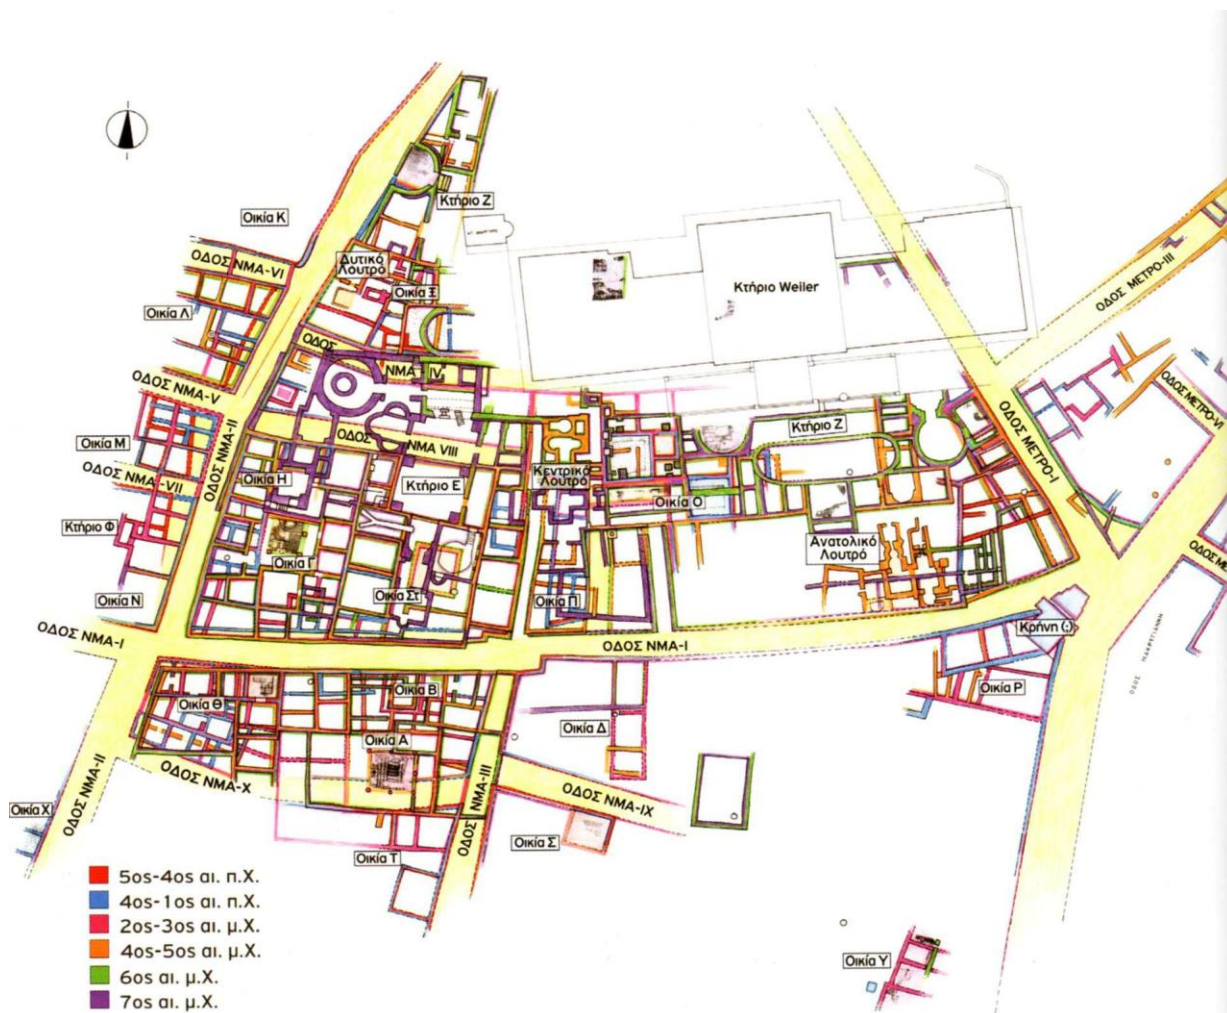 Οικία Κ
Κτήριο Ζ
ΟΔΟΣ ΝΜΑ-VI
Δυτικό
Λουτρό
Οικία Ξ
Οικία Λ
Κτήριο Weiler
ΟΔΟΣ ΜΕΤΡΟ-ΙΙΙ
ΟΔΟΣ
ΝΜΑ - IV
ΟΔΟΣ ΝΜΑ-V
ΟΔΟΣ ΝΜΑ-ΙΙ
ΟΔΟΣ ΜΕΤΡΟ-VI
ΟΔΟΣ ΜΕΤΡΟ-Ι
Οικία Μ
ΟΔΟΣ
ΝΜΑ VIII
Κτήριο Ζ
ΟΔΟΣ ΝΜΑ-VII
Οικία Η
Κτήριο Ε
Κεντρικό
Λουτρό
Οικία Ο
Κτήριο Φ
Ανατολικό
Λουτρό
ΟΔΟΣ ΜΕ
Οικία Γ
Οικία Ν
Οικία Στ
Οικία Π
Κρήνη (;)
ΟΔΟΣ ΝΜΑ-Ι
ΟΔΟΣ ΝΜΑ-Ι
ΟΔΟΣ ΜΑΚΡΥΓΙΑΝΝΗ
Οικία Θ
Οικία Β
Οικία Ρ
Οικία Δ
Οικία Α
ΟΔΟΣ ΝΜΑ-ΙΙ
ΟΔΟΣ ΝΜΑ-Χ
ΟΔΟΣ ΝΜΑ-ΙΙΙ
ΟΔΟΣ ΝΜΑ-ΙΧ
Οικία Χ
Οικία Σ
Οικία Τ
5ος-4ος αι. π.Χ.
4ος-1ος αι. π.Χ.
2ος-3ος αι. μ.Χ.
4ος-5ος αι. μ.Χ.
6ος αι. μ.Χ.
7ος αι. μ.Χ.
Οικία Υ